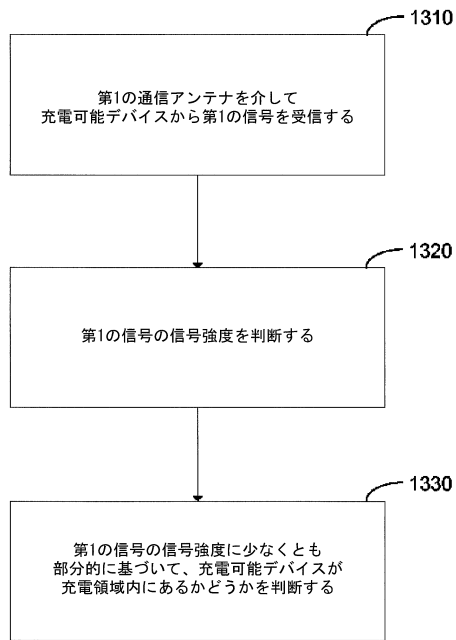 1310
第1の通信アンテナを介して
充電可能デバイスから第1の信号を受信する
1320
第1の信号の信号強度を判断する
1330
第1の信号の信号強度に少なくとも
部分的に基づいて、充電可能デバイスが
充電領域内にあるかどうかを判断する